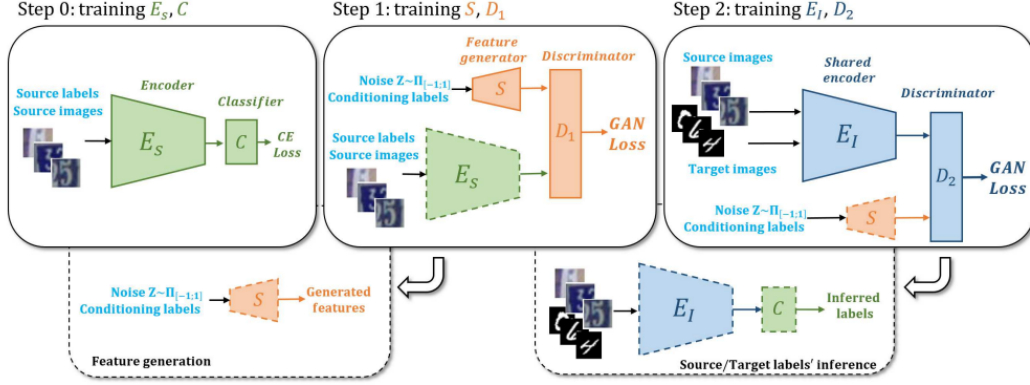 Step 0: training E_s, C
Source labels
Source images
Encoder
E_s
Classifier
C
CE
Loss
Step 1: training S, D_1
Feature
generator
Discriminator
Noise Z~Π_[-1;1]
Conditioning labels
S
Source labels
Source images
E_s
D_1
GAN
Loss
Step 2: training E_I, D_2
Source images
Shared
encoder
Discriminator
E_I
Target images
D_2
GAN
Loss
Noise Z~Π_[-1;1]
Conditioning labels
S
Noise Z~Π_[-1;1]
Conditioning labels
S
Generated
features
Feature generation
E_I
C
Inferred
labels
Source/Target labels' inference